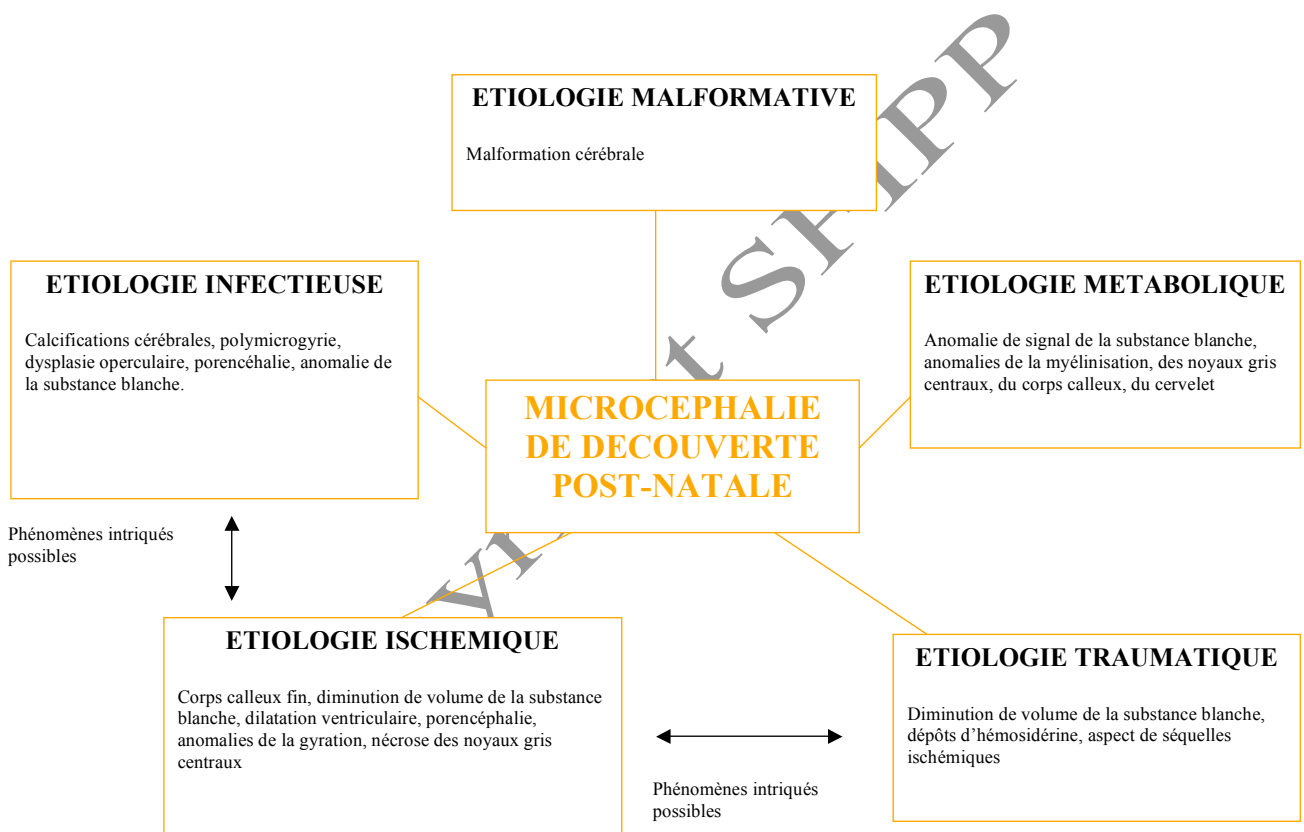 ETIOLOGIE MALFORMATIVE
Malformation cérébrale
ETIOLOGIE INFECTIEUSE
Calcifications cérébrales, polymicrogyrie,
dysplasie operculaire, porencéhalie, anomalie de
la substance blanche.
ETIOLOGIE METABOLIQUE
Anomalie de signal de la substance blanche,
anomalies de la myélinisation, des noyaux gris
centraux, du corps calleux, du cervelet
MICROCEPHALIE
DE DECOUVERTE
POST-NATALE
Phénomènes intriqués
possibles
ETIOLOGIE ISCHEMIQUE
Corps calleux fin, diminution de volume de la substance
blanche, dilatation ventriculaire, porencéphalie,
anomalies de la gyration, nécrose des noyaux gris
centraux
ETIOLOGIE TRAUMATIQUE
Diminution de volume de la substance blanche,
dépôts d’hémosidérine, aspect de séquelles
ischémiques
Phénomènes intriqués
possibles